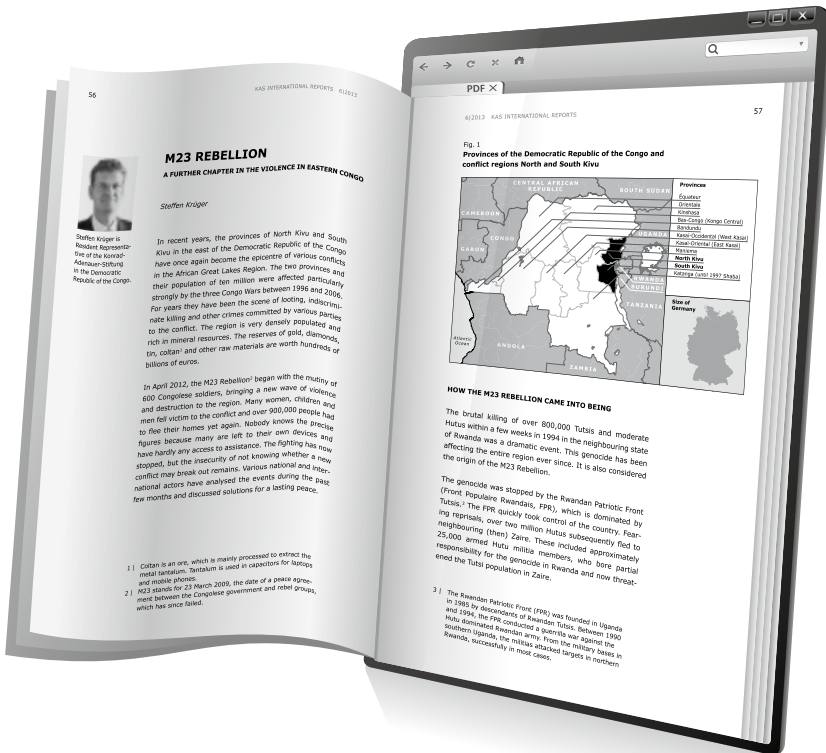 56
KAS INTERNATIONAL REPORTS 6|2013
M23 REBELLION
A FURTHER CHAPTER IN THE VIOLENCE IN EASTERN CONGO
Steffen Krüger
Steffen Krüger is
Resident Representa-
tive of the Konrad-
Adenauer-Stiftung
in the Democratic
Republic of the Congo.
In recent years, the provinces of North Kivu and South
Kivu in the east of the Democratic Republic of the Congo
have once again become the epicentre of various conflicts
in the African Great Lakes Region. The two provinces and
their population of ten million were affected particularly
strongly by the three Congo Wars between 1996 and 2006.
For years they have been the scene of looting, indiscrimi-
nate killing and other crimes committed by various parties
to the conflict. The region is very densely populated and
rich in mineral resources. The reserves of gold, diamonds,
tin, coltan¹ and other raw materials are worth hundreds of
billions of euros.
In April 2012, the M23 Rebellion² began with the mutiny of
600 Congolese soldiers, bringing a new wave of violence
and destruction to the region. Many women, children and
men fell victim to the conflict and over 900,000 people had
to flee their homes yet again. Nobody knows the precise
figures because many are left to their own devices and
have hardly any access to assistance. The fighting has now
stopped, but the insecurity of not knowing whether a new
conflict may break out remains. Various national and inter-
national actors have analysed the events during the past
few months and discussed solutions for a lasting peace.
1 | Coltan is an ore, which is mainly processed to extract the
metal tantalum. Tantalum is used in capacitors for laptops
and mobile phones.
2 | M23 stands for 23 March 2009, the date of a peace agree-
ment between the Congolese government and rebel groups,
which has since failed.
PDF
6|2013 KAS INTERNATIONAL REPORTS
57
Fig. 1
Provinces of the Democratic Republic of the Congo and
conflict regions North and South Kivu
CENTRAL AFRICAN
REPUBLIC
SOUTH SUDAN
CAMEROON
GABON
CONGO
UGANDA
RWANDA
BURUNDI
TANZANIA
Atlantic
Ocean
ANGOLA
ZAMBIA
Provinces
Équateur
Orientale
Kinshasa
Bas-Congo (Kongo Central)
Bandundu
Kasai-Occidental (West Kasai)
Kasai-Oriental (East Kasai)
Maniema
North Kivu
South Kivu
Katanga (until 1997 Shaba)
Size of
Germany
HOW THE M23 REBELLION CAME INTO BEING
The brutal killing of over 800,000 Tutsis and moderate
Hutus within a few weeks in 1994 in the neighbouring state
of Rwanda was a dramatic event. This genocide has been
affecting the entire region ever since. It is also considered
the origin of the M23 Rebellion.
The genocide was stopped by the Rwandan Patriotic Front
(Front Populaire Rwandais, FPR), which is dominated by
Tutsis.³ The FPR quickly took control of the country. Fear-
ing reprisals, over two million Hutus subsequently fled to
neighbouring (then) Zaire. These included approximately
25,000 armed Hutu militia members, who bore partial
responsibility for the genocide in Rwanda and now threat-
ened the Tutsi population in Zaire.
3 | The Rwandan Patriotic Front (FPR) was founded in Uganda
in 1985 by descendants of Rwandan Tutsis. Between 1990
and 1994, the FPR conducted a guerrilla war against the
Hutu dominated Rwandan army. From the military bases in
southern Uganda, the militias attacked targets in northern
Rwanda, successfully in most cases.